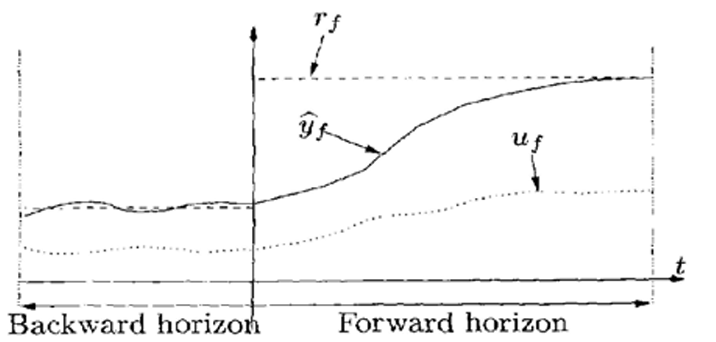 r_f
ŷ_f
u_f
t
Backward horizon
Forward horizon